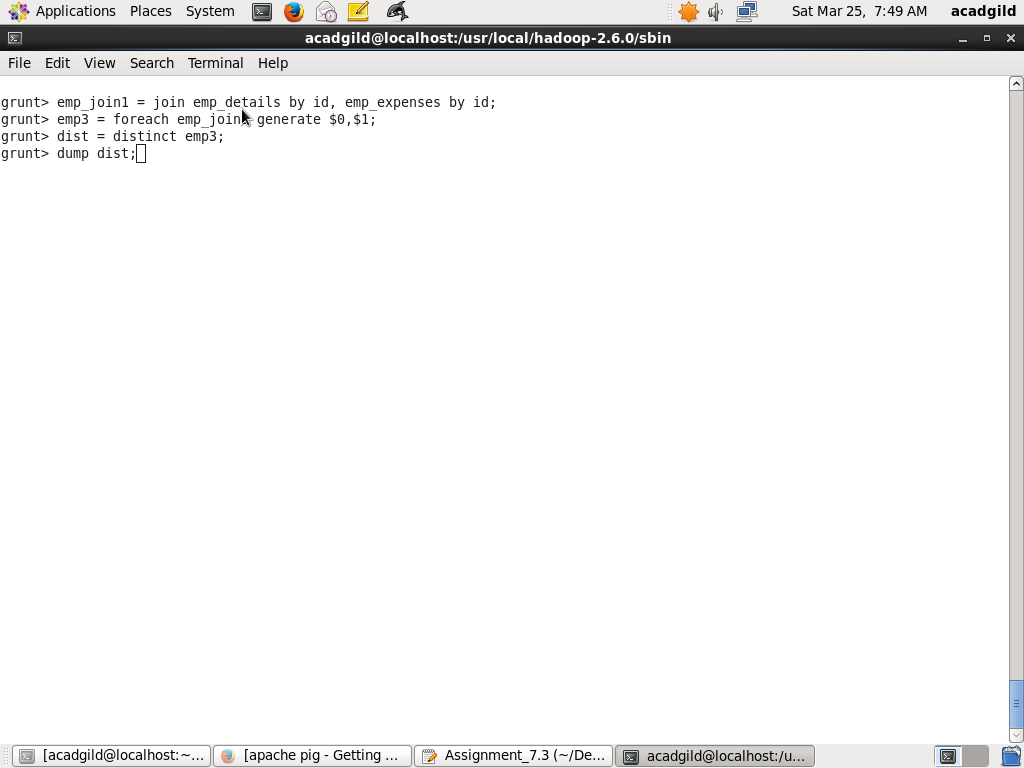 Applications Places System Sat Mar 25, 7:49 AM acadgild
acadgild@localhost:/usr/local/hadoop-2.6.0/sbin
File Edit View Search Terminal Help
grunt> emp_join1 = join emp_details by id, emp_expenses by id;
grunt> emp3 = foreach emp_join generate $0,$1;
grunt> dist = distinct emp3;
grunt> dump dist;
[acadgild@localhost:~... [apache pig - Getting ... Assignment_7.3 (~/De... acadgild@localhost:/u...